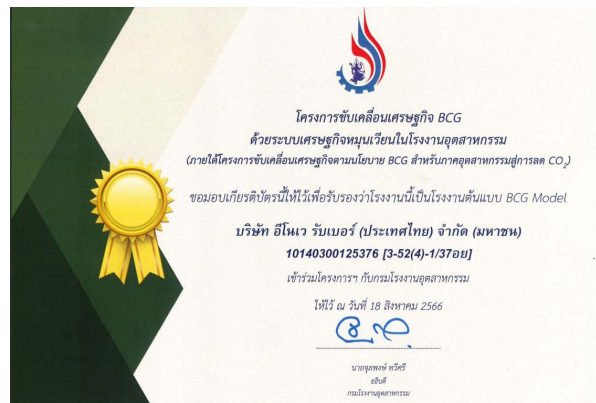 โครงการขับเคลื่อนเศรษฐกิจ BCG
ด้วยระบบเศรษฐกิจหมุนเวียนในโรงงานอุตสาหกรรม
(ภายใต้โครงการขับเคลื่อนเศรษฐกิจตามนโยบาย BCG สำหรับภาคอุตสาหกรรมสู่การลด CO2)
ขอมอบเกียรติบัตรนี้ให้ไว้เพื่อรับรองว่าโรงงานนี้เป็นโรงงานต้นแบบ BCG Model
บริษัท อีโนเว รับเบอร์ (ประเทศไทย) จำกัด (มหาชน)
10140300125376 [3-52(4)-1/37อย]
เข้าร่วมโครงการฯ กับกรมโรงงานอุตสาหกรรม
ให้ไว้ ณ วันที่ 18 สิงหาคม 2566
นายจุลพงษ์ ทวีศรี
อธิบดี
กรมโรงงานอุตสาหกรรม